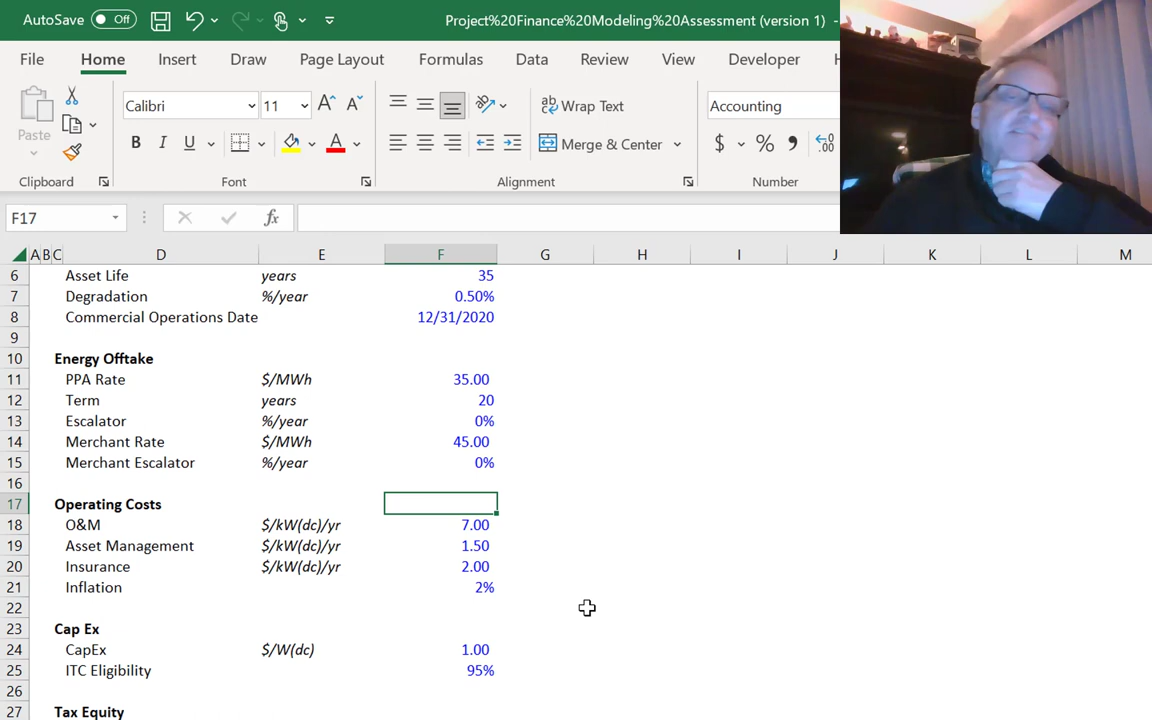 AutoSave Off Project%20Finance%20Modeling%20Assessment (version 1) -
File Home Insert Draw Page Layout Formulas Data Review View Developer H
Paste Calibri 11 A A ab Wrap Text Accounting
B I U A Merge & Center $ % , .00
Clipboard Font Alignment Number
F17 fx
A B C D E F G H I J K L M
6 Asset Life years 35
7 Degradation %/year 0.50%
8 Commercial Operations Date 12/31/2020
9
10 Energy Offtake
11 PPA Rate $/MWh 35.00
12 Term years 20
13 Escalator %/year 0%
14 Merchant Rate $/MWh 45.00
15 Merchant Escalator %/year 0%
16
17 Operating Costs
18 O&M $/kW(dc)/yr 7.00
19 Asset Management $/kW(dc)/yr 1.50
20 Insurance $/kW(dc)/yr 2.00
21 Inflation 2%
22
23 Cap Ex
24 CapEx $/W(dc) 1.00
25 ITC Eligibility 95%
26
27 Tax Equity